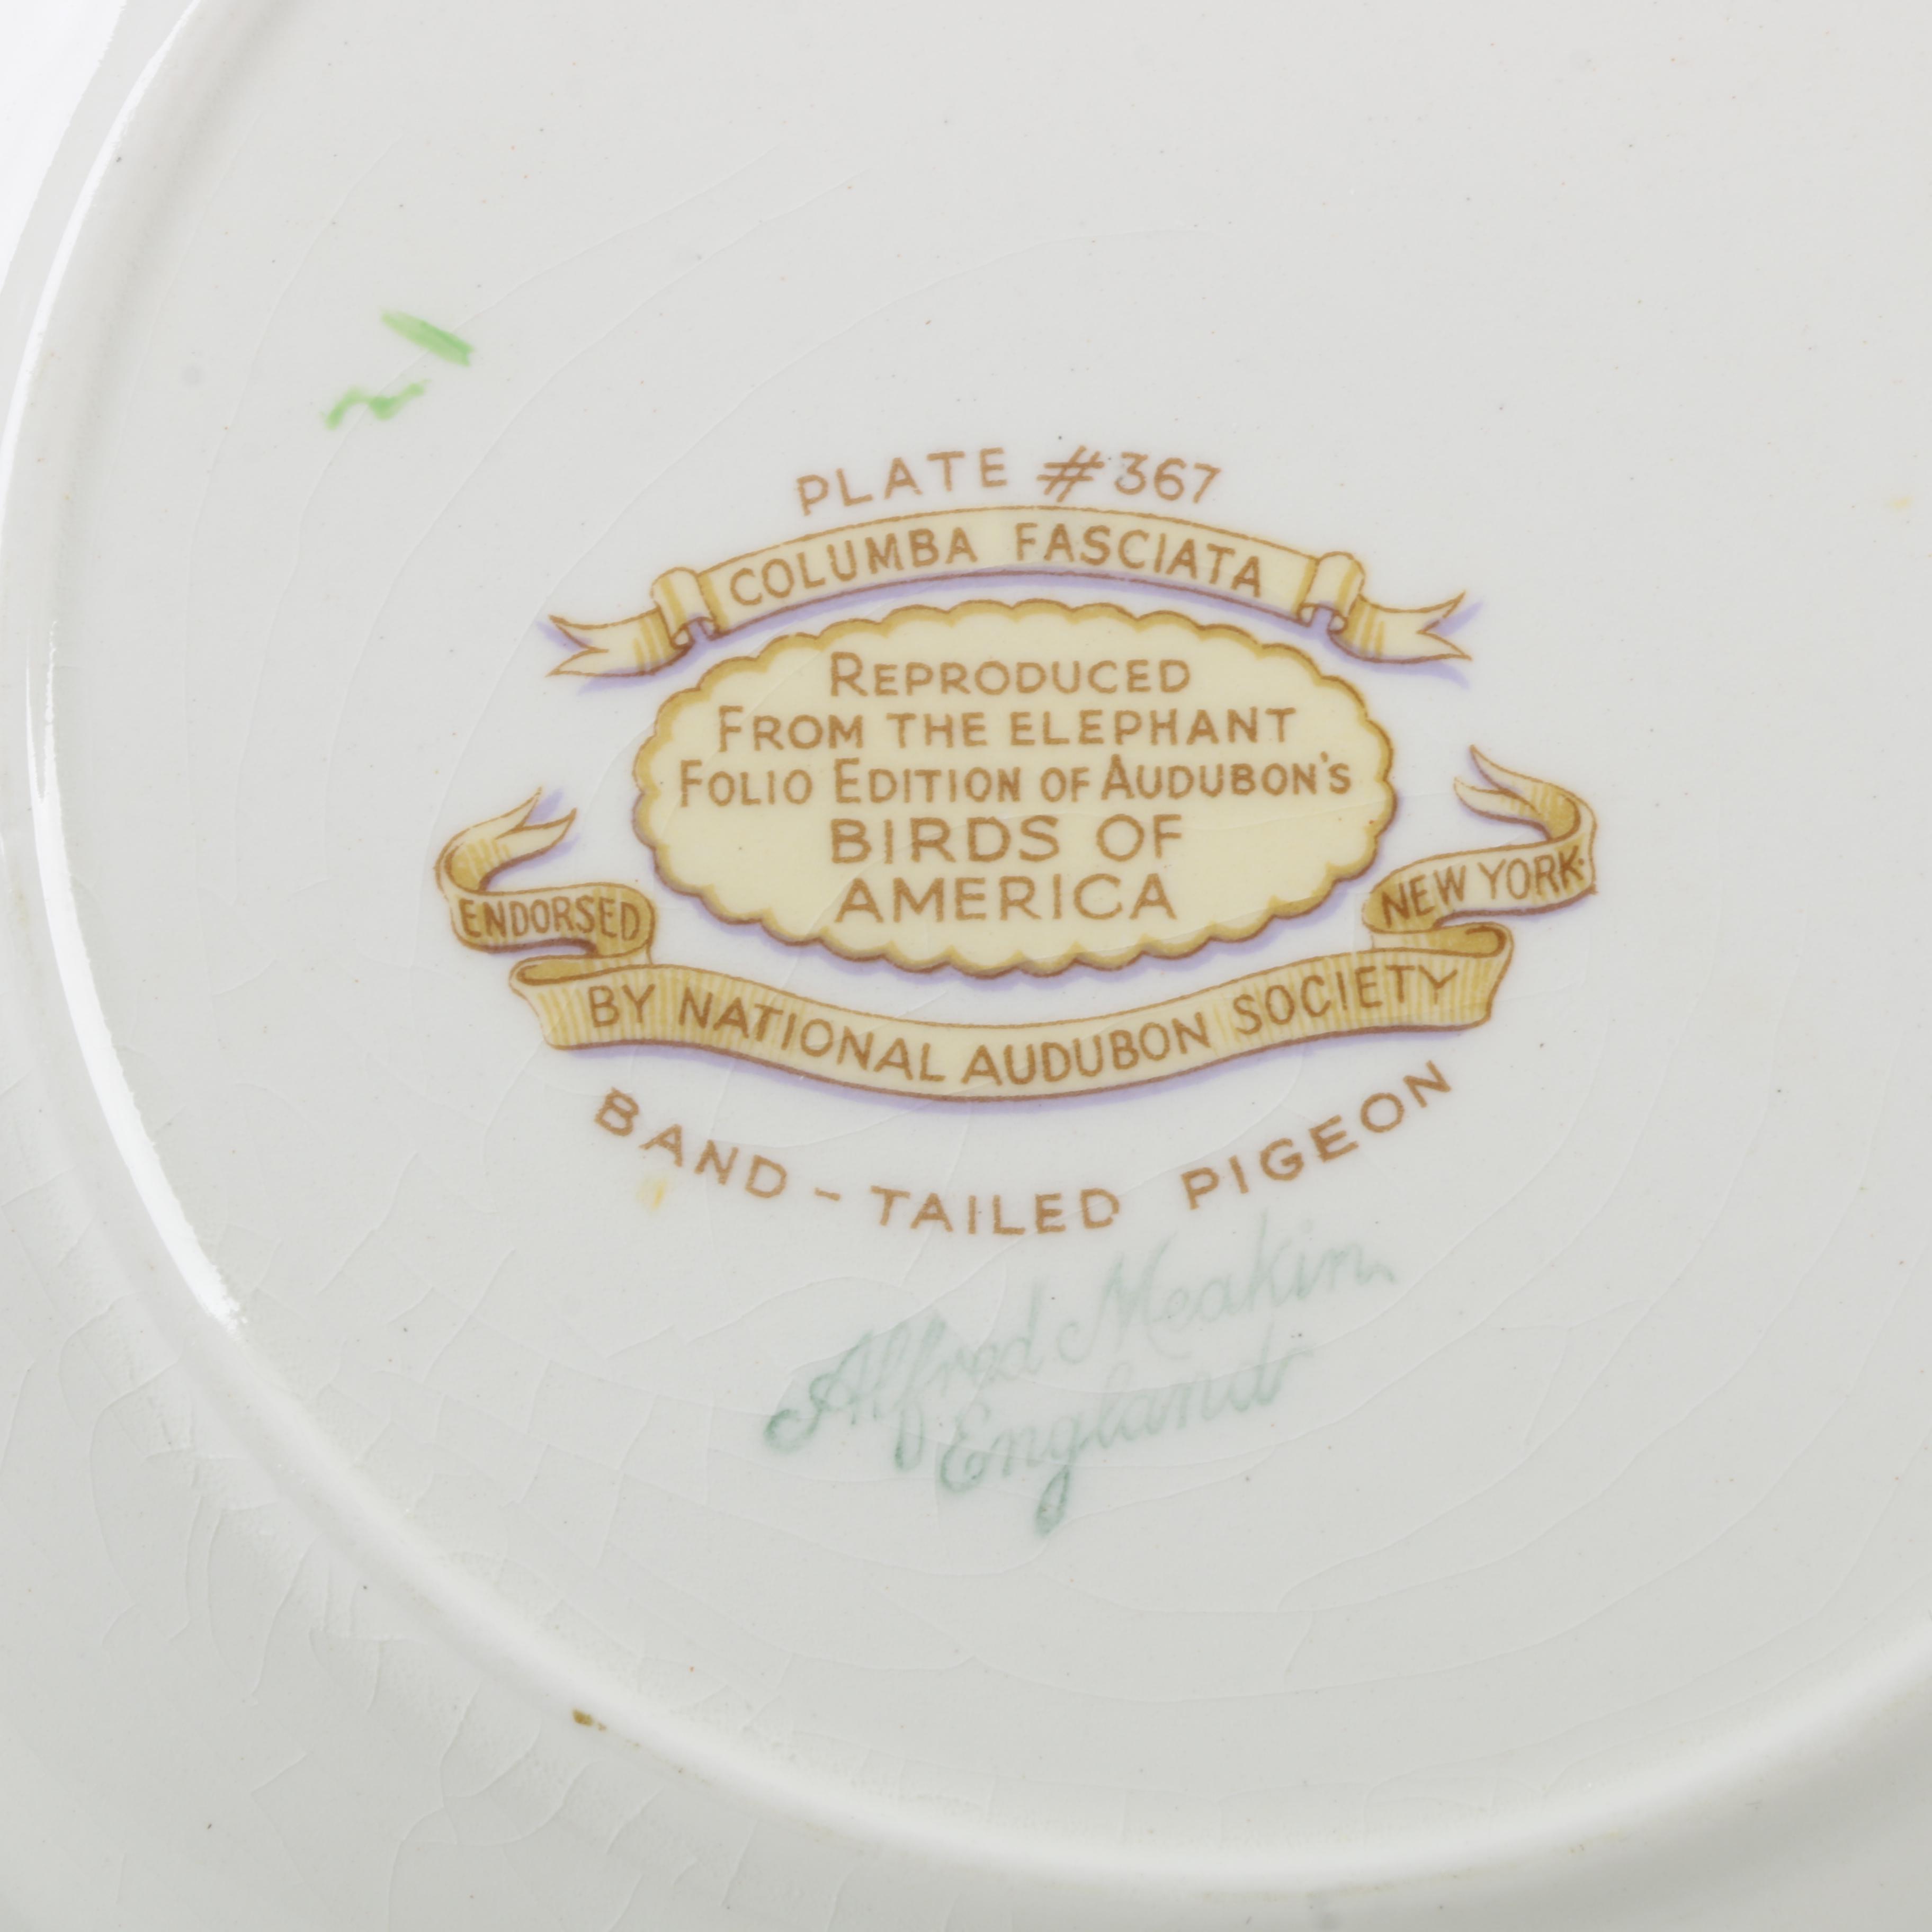 PLATE #367
COLUMBA FASCIATA
REPRODUCED
FROM THE ELEPHANT
FOLIO EDITION OF AUDUBON'S
BIRDS OF
AMERICA
ENDORSED
BY NATIONAL AUDUBON SOCIETY
NEW YORK.
BAND-TAILED PIGEON
Alfred Meakin
England